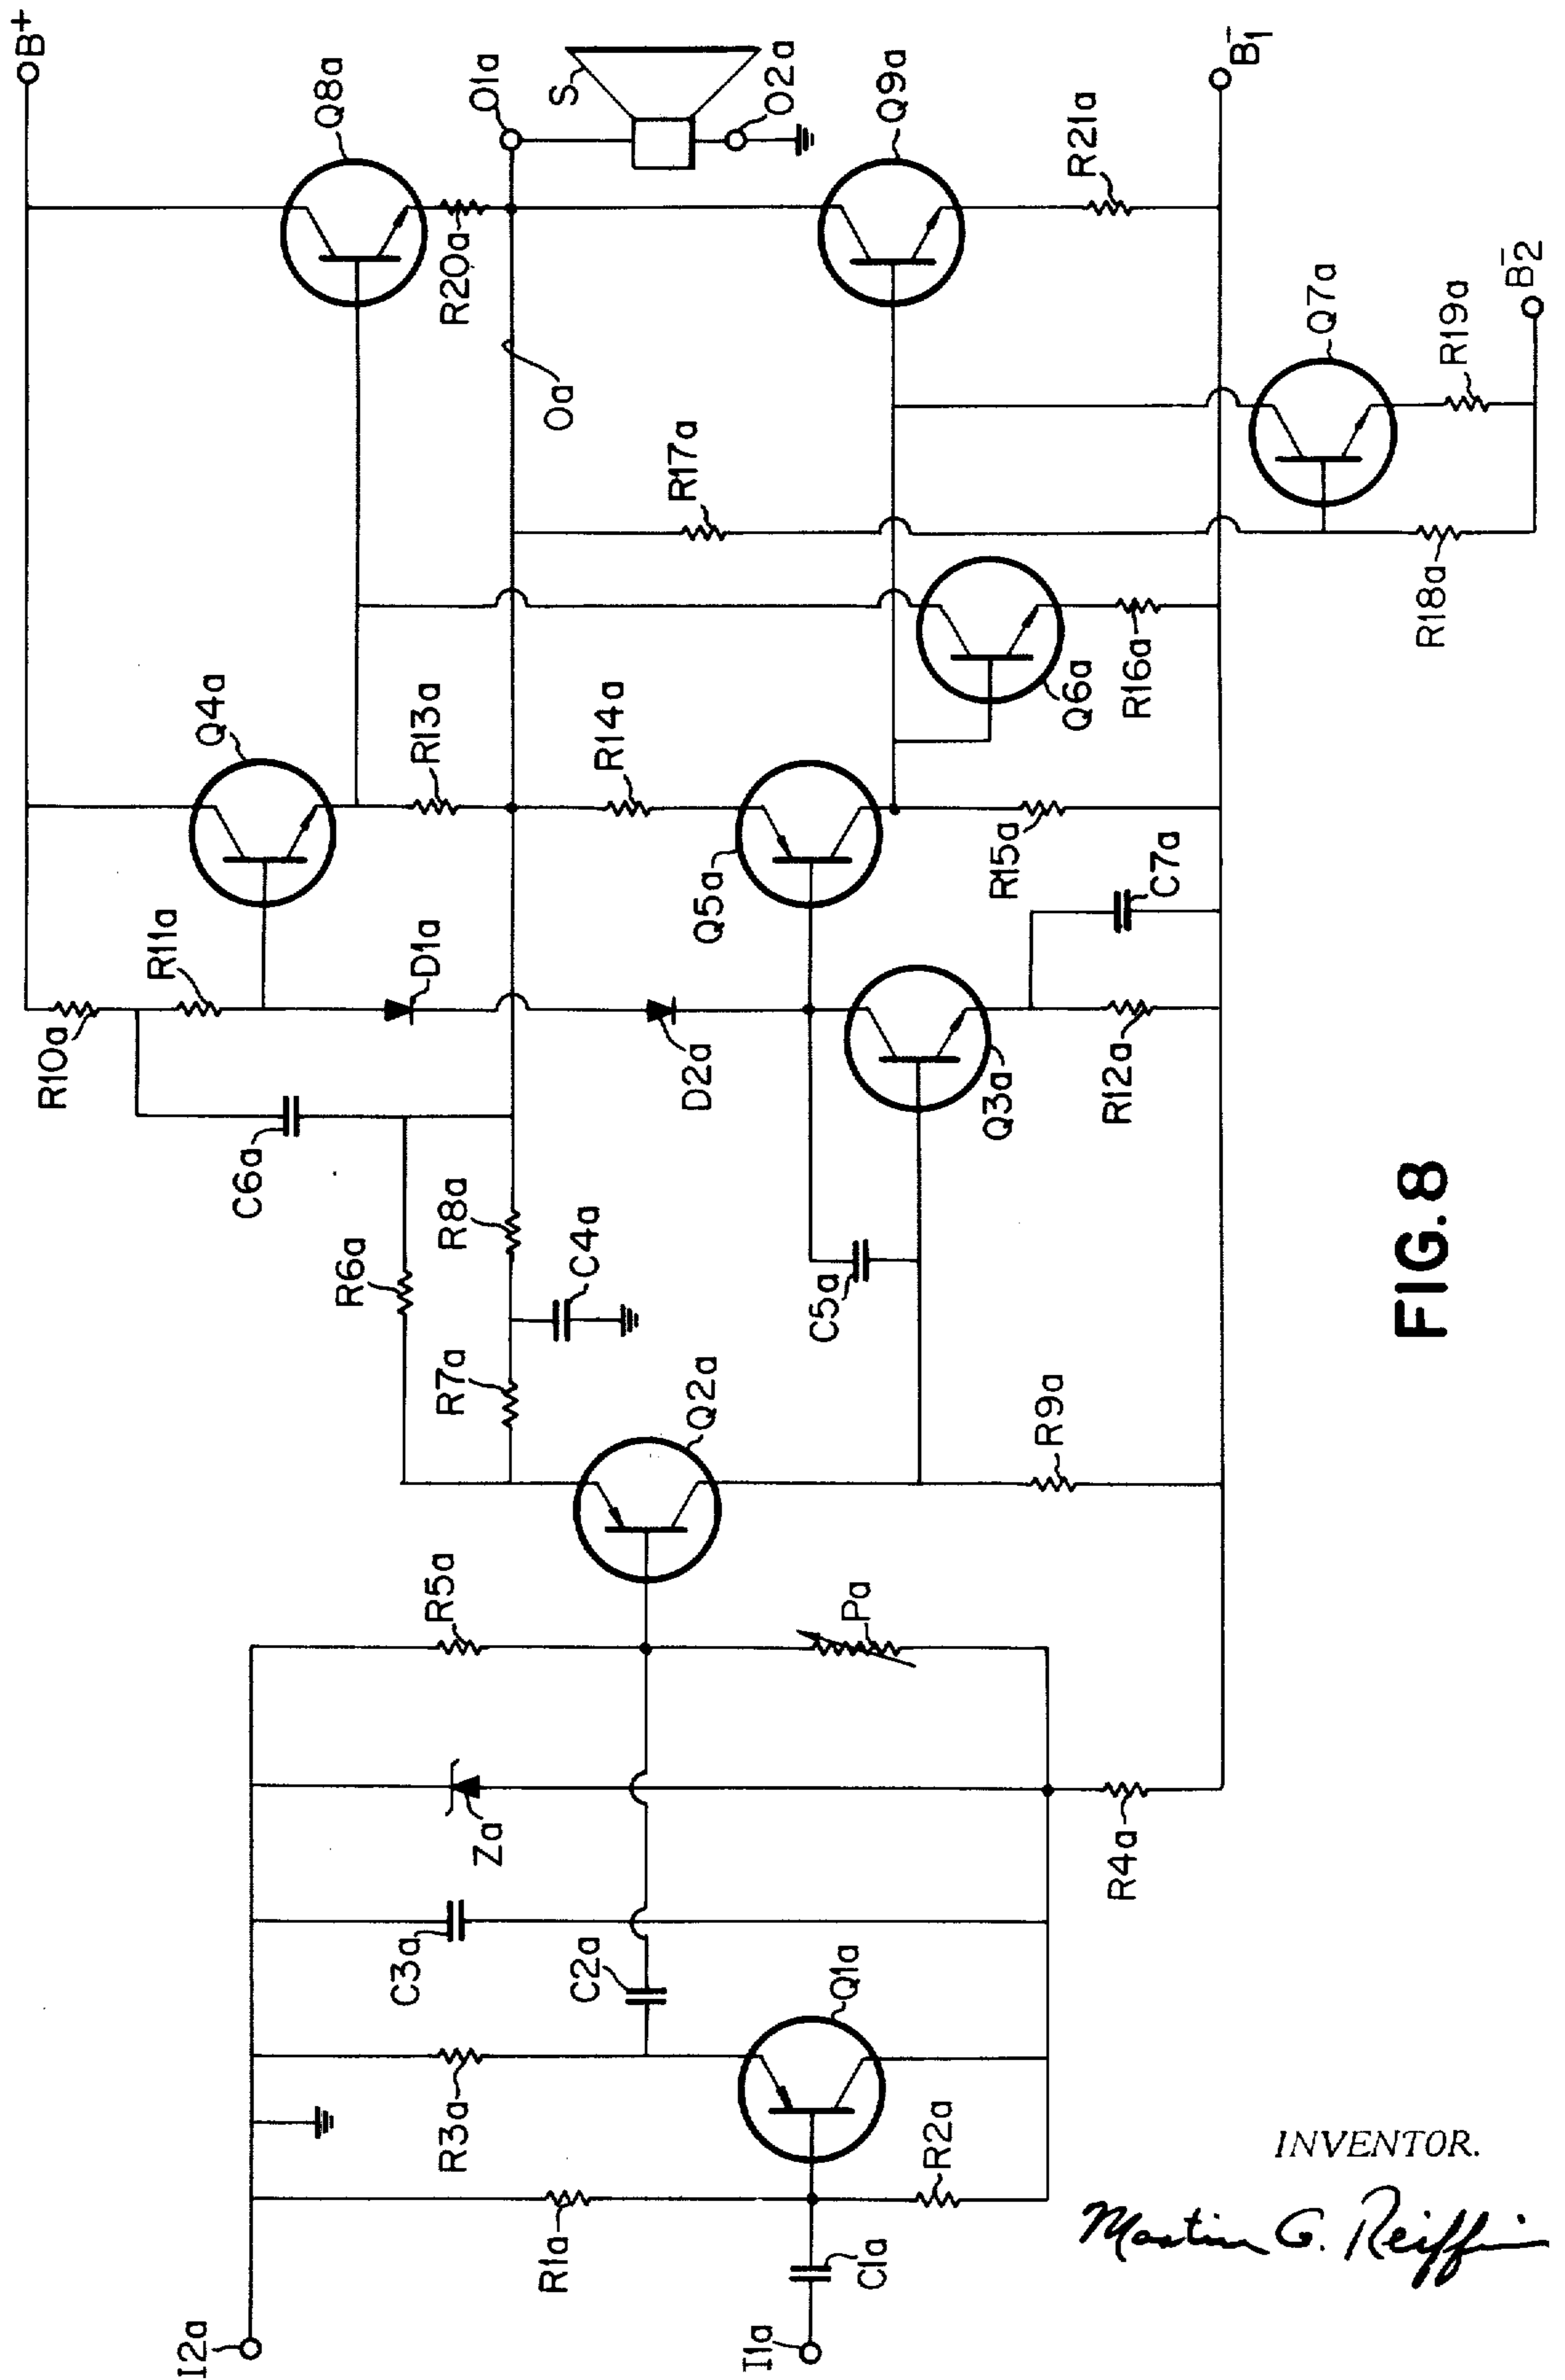 B+
Q8a
R20a
O1a
S
O2a
Q9a
R21a
B1-
B2-
Q7a
R19a
R18a
R17a
Oa
Q6a
R16a
Q4a
R13a
R14a
Q5a
R15a
C7a
R10a
R11a
D1a
D2a
Q3a
R12a
C6a
R6a
R8a
C4a
R7a
C5a
Q2a
R9a
R5a
Pa
Za
R4a
C3a
C2a
Q1a
R3a
R2a
R1a
C1a
I2a
I1a
FIG. 8
INVENTOR.
Martin G. Reiffin